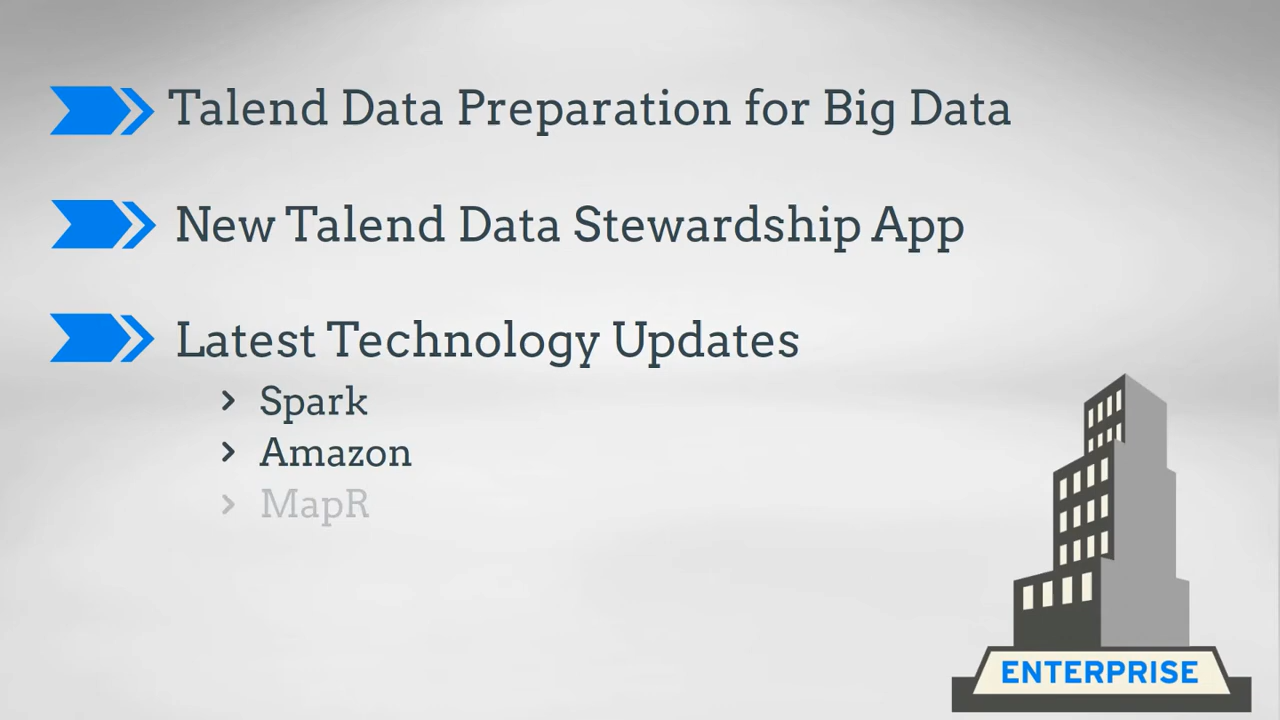 Talend Data Preparation for Big Data
New Talend Data Stewardship App
Latest Technology Updates
Spark
Amazon
MapR
ENTERPRISE